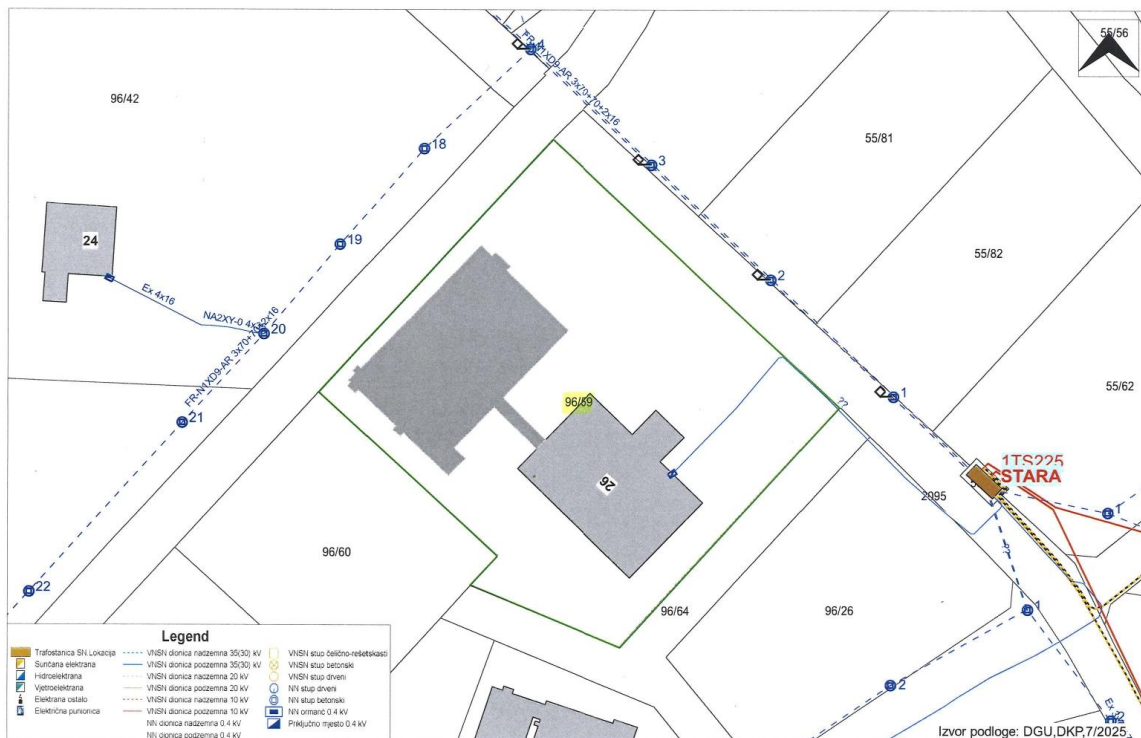 55/56
4
FR-N1XD9-AR 3x70+70+2x16
96/42
18
3
55/81
24
19
2
55/82
Ex 4x16
NA2XY-0
20
FR-N1XD9-AR 3x70+70+2x16
96/59
1
55/62
21
??
26
1TS225
STARA
2095
1
96/60
22
96/64
96/26
1
2
2
Legend
Trafostanica SN.Lokacija
Sunčana elektrana
Hidroelektrana
Vjetroelektrana
Elektrana ostalo
Električna punionica
VNSN dionica nadzemna 35(30) kV
VNSN dionica podzemna 35(30) kV
VNSN dionica nadzemna 20 kV
VNSN dionica podzemna 20 kV
VNSN dionica nadzemna 10 kV
VNSN dionica podzemna 10 kV
NN dionica nadzemna 0.4 kV
NN dionica podzemna 0.4 kV
VNSN stup čelično-rešetskasti
VNSN stup betonski
VNSN stup drveni
NN stup drveni
NN stup betonski
NN ormarić 0.4 kV
Priključno mjesto 0.4 kV
Izvor podloge: DGU,DKP,7/2025